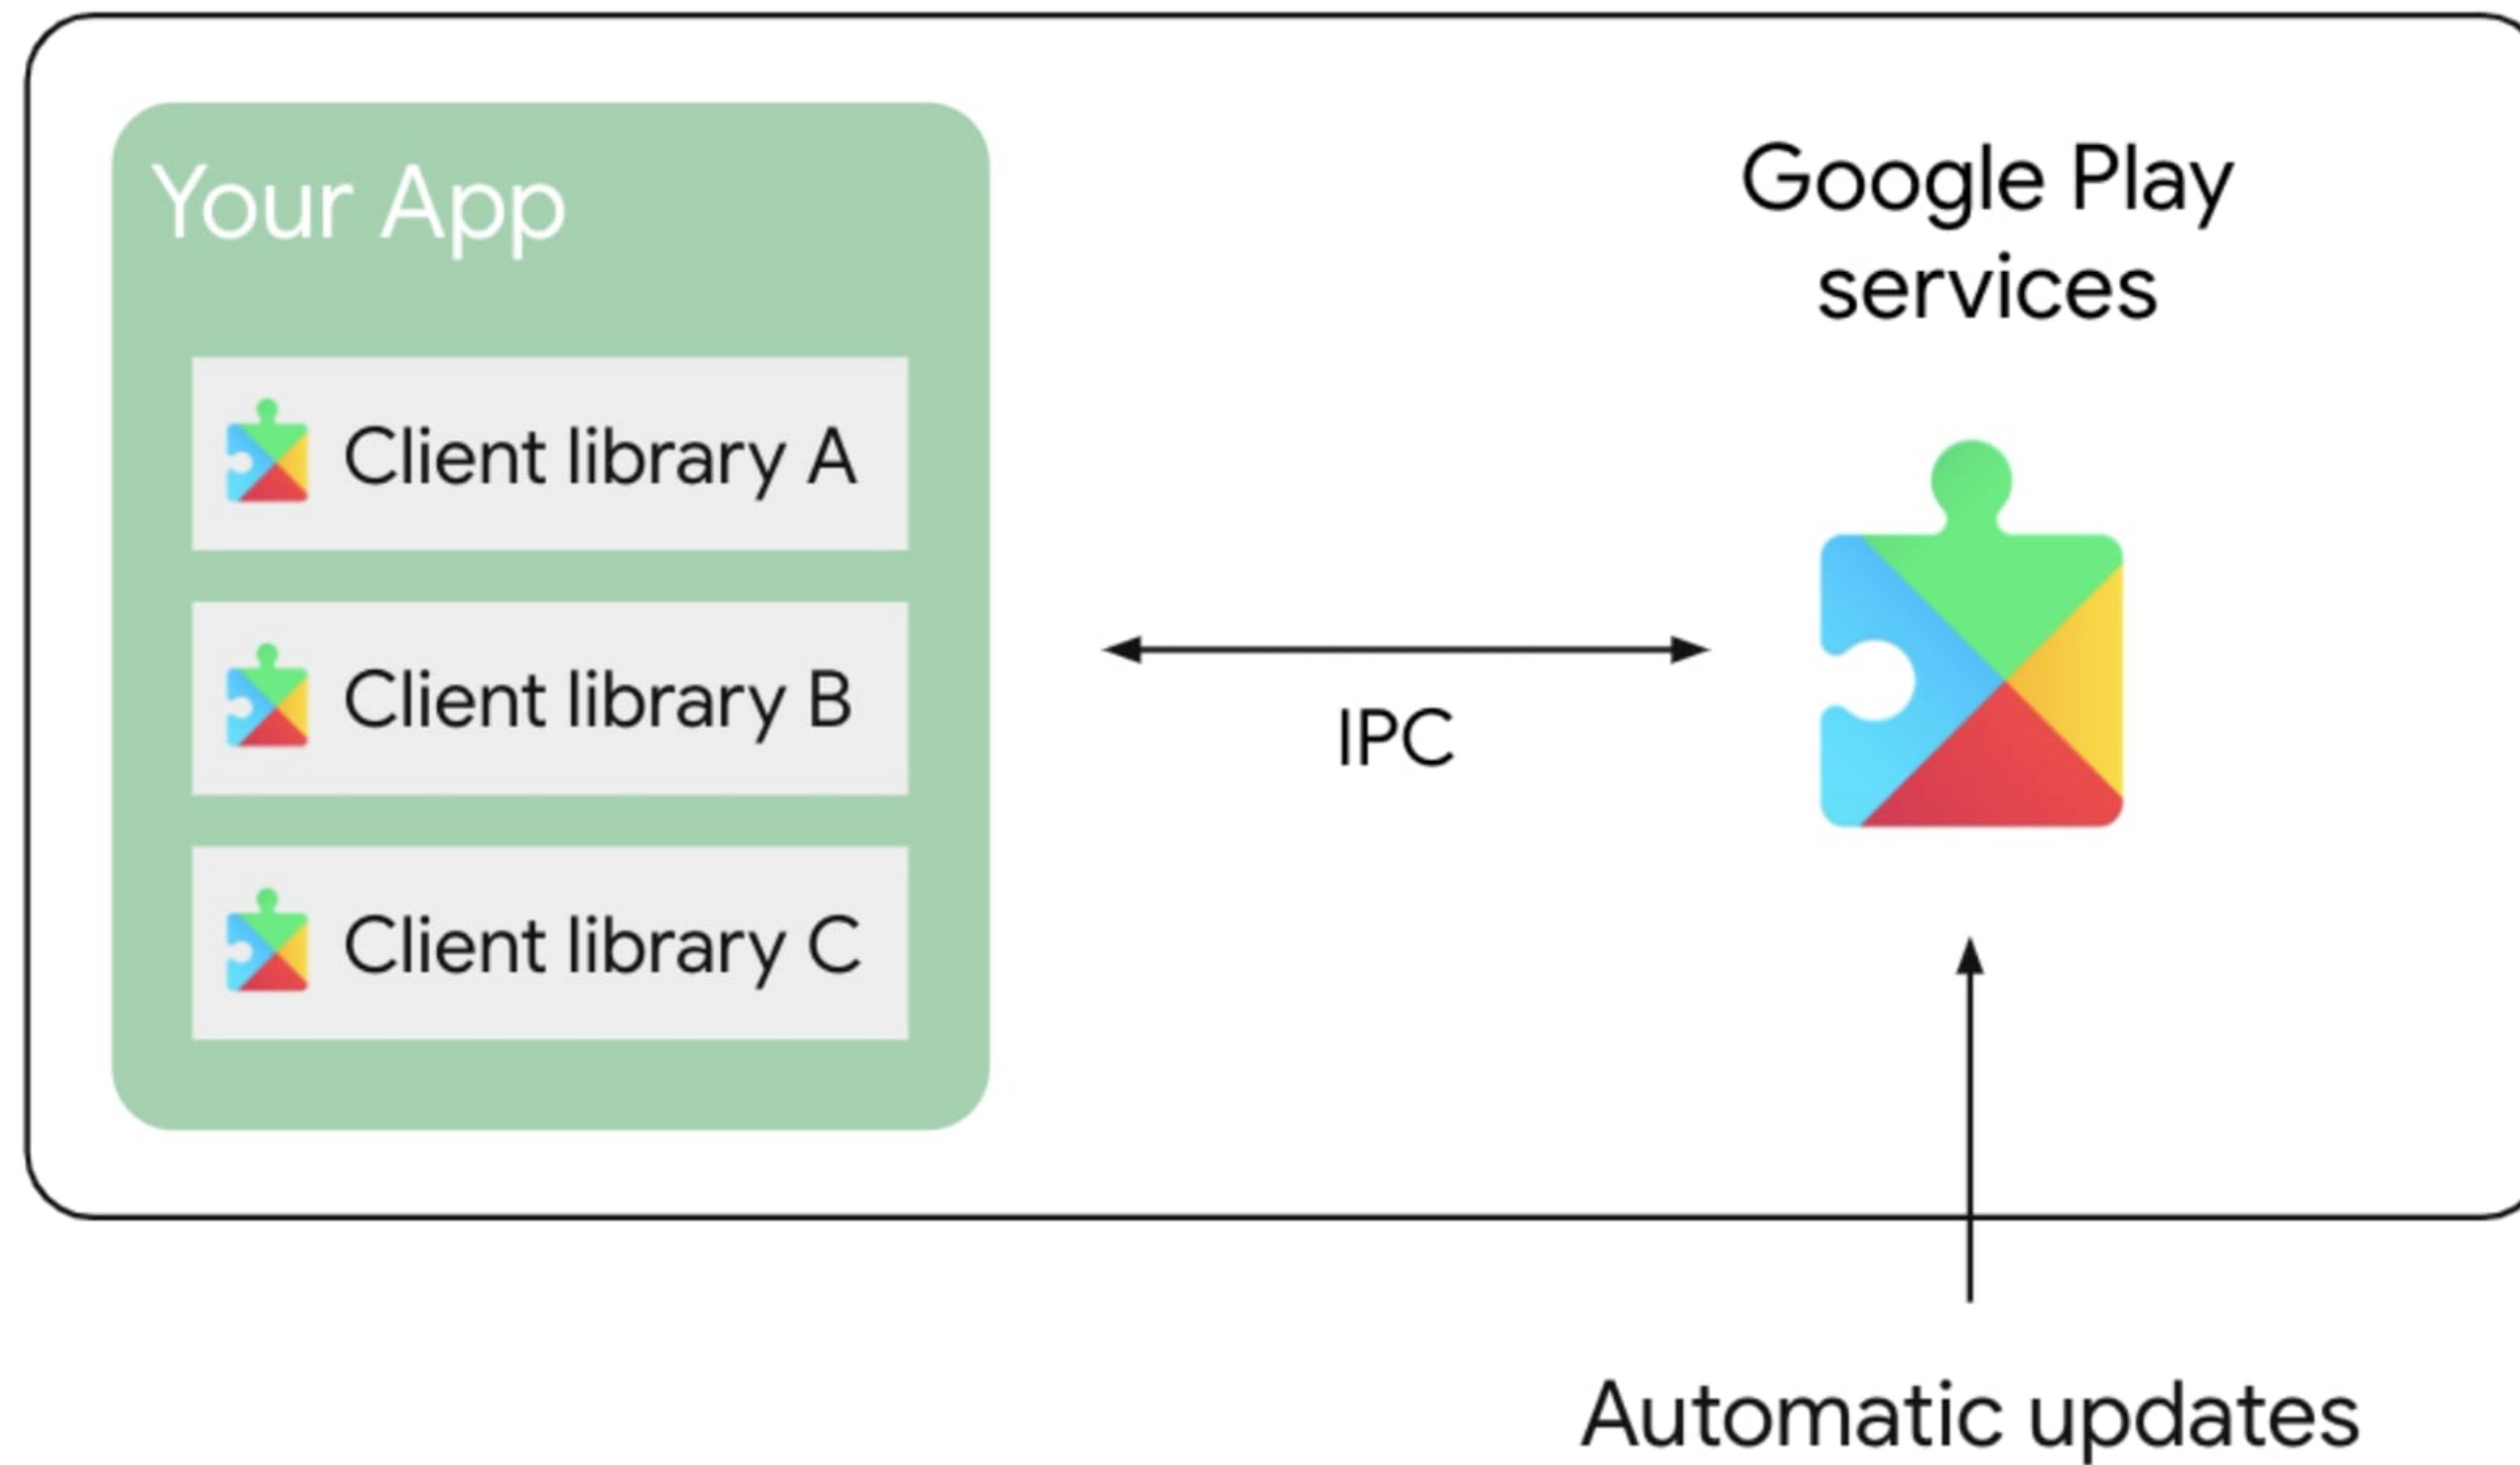 Your App
Client library A
Client library B
Client library C
IPC
Google Play
services
Automatic updates